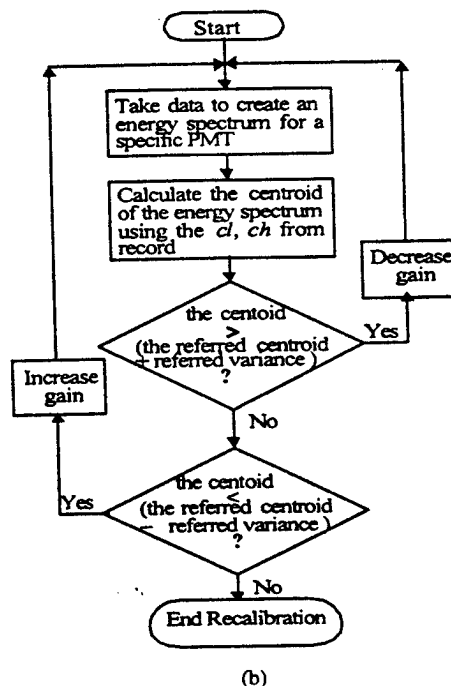 Start
Take data to create an
energy spectrum for a
specific PMT
Calculate the centroid
of the energy spectrum
using the cl, ch from
record
Decrease
gain
the centoid
>
(the referred centroid
+ referred variance)
?
Yes
Increase
gain
No
the centoid
<
(the referred centroid
− referred variance)
?
Yes
No
End Recalibration
(b)